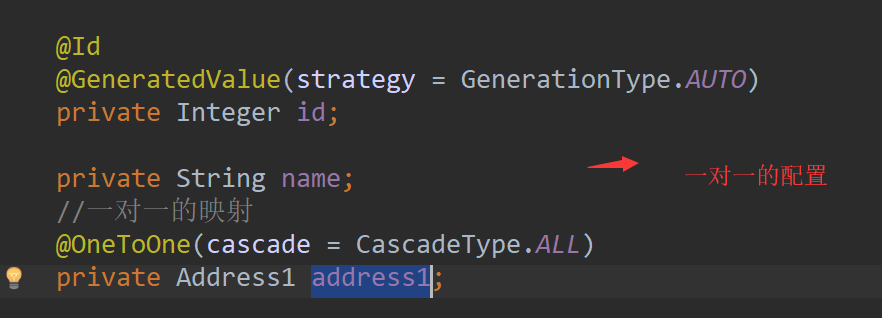 @Id
@GeneratedValue(strategy = GenerationType.AUTO)
private Integer id;
private String name;
一对一的配置
//一对一的映射
@OneToOne(cascade = CascadeType.ALL)
private Address1 address1;